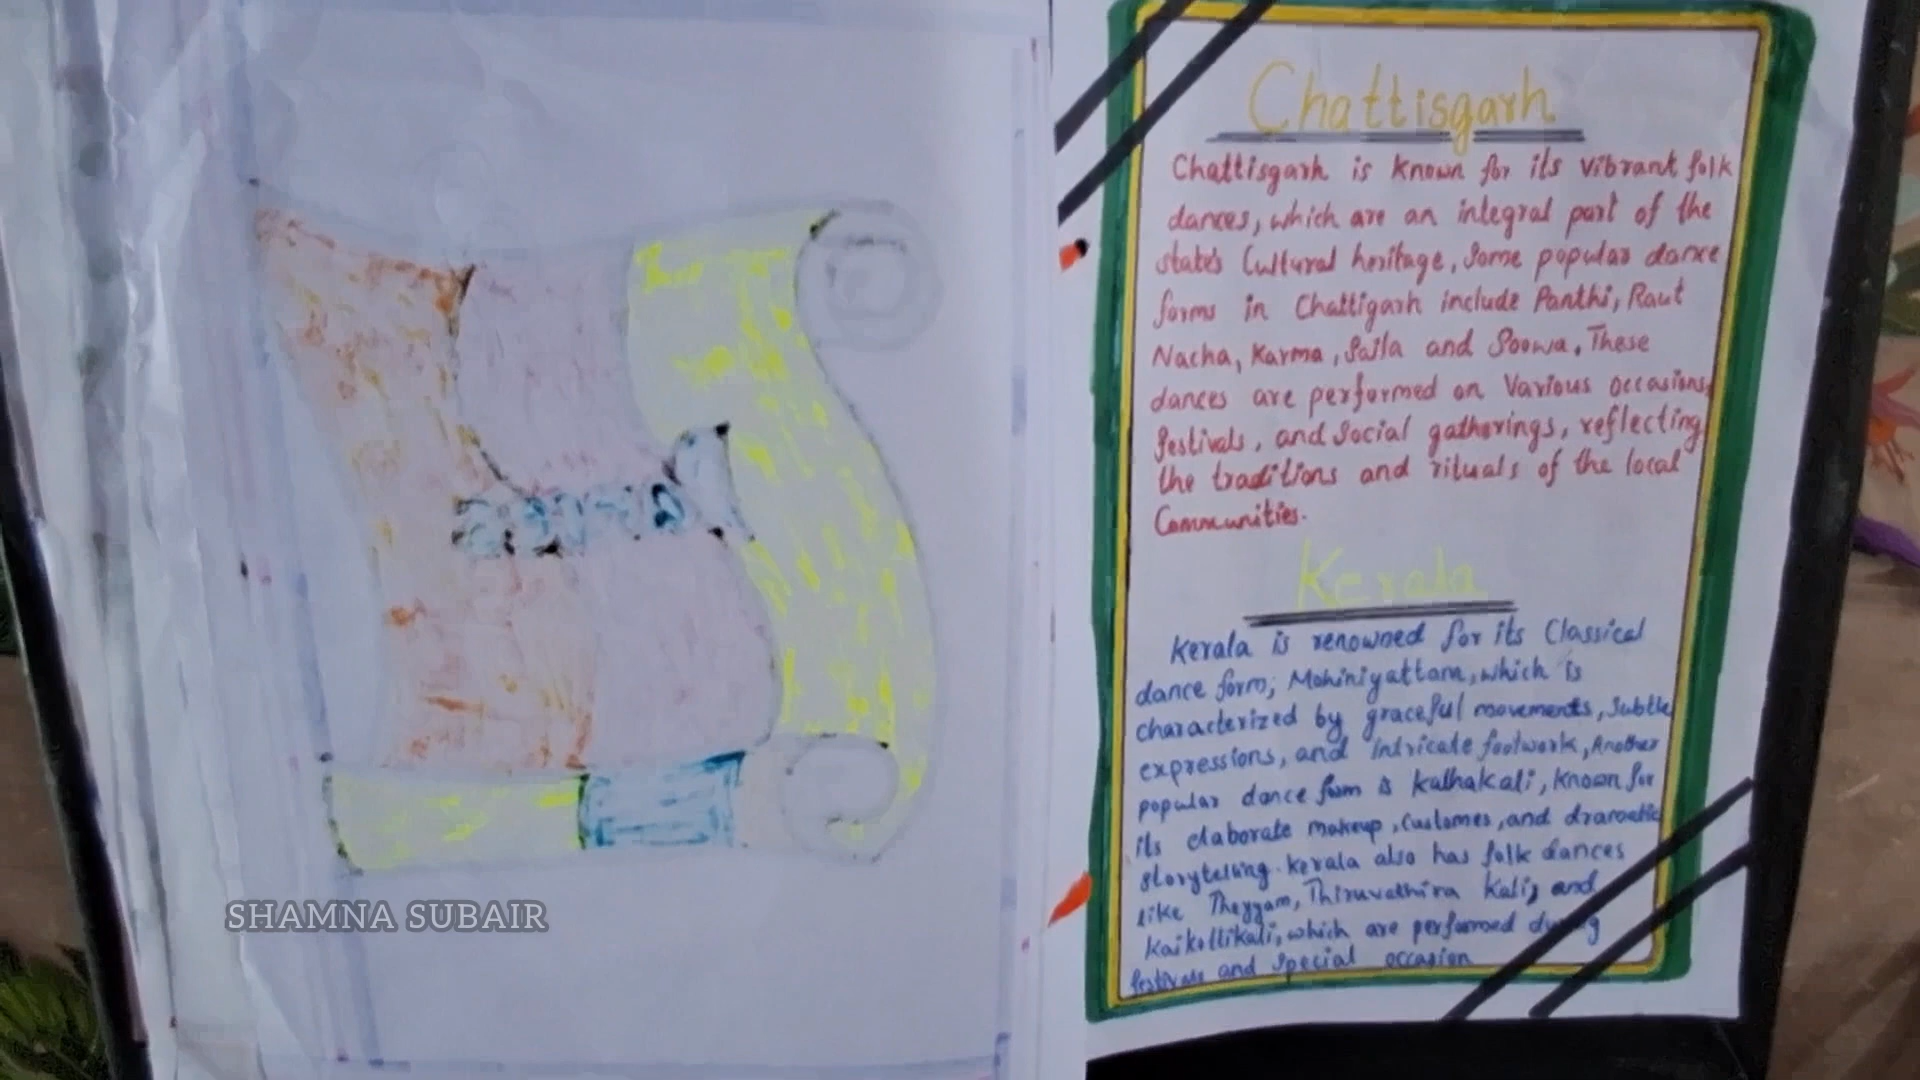 Chattisgarh
Chattisgarh is known for its vibrant folk
dances, which are an integral part of the
state's Cultural heritage, Some popular dance
forms in Chattigarh include Panthi, Raut
Nacha, Karma, Saila and Soowa, These
dances are performed on Various occasions,
festivals, and Social gatherings, reflecting
the traditions and rituals of the local
Communities.
Kerala
Kerala is renowned for its Classical
dance form; Mohiniyattam, which is
characterized by graceful movements, Subtle
expressions, and intricate footwork, Another
popular dance form is Kathakali, Known for
its elaborate makeup, Custumes, and dramatic
storytelling. Kerala also has folk dances
like Theyyam, Thiruvathira Kali, and
Kaikottikali, which are performed during
festivals and special occasion
SHAMNA SUBAIR